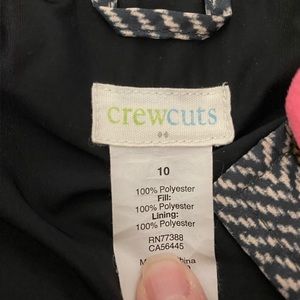 crewcuts
10
100% Polyester
Fill:
100% Polyester
Lining:
100% Polyester
RN77388
CA56445